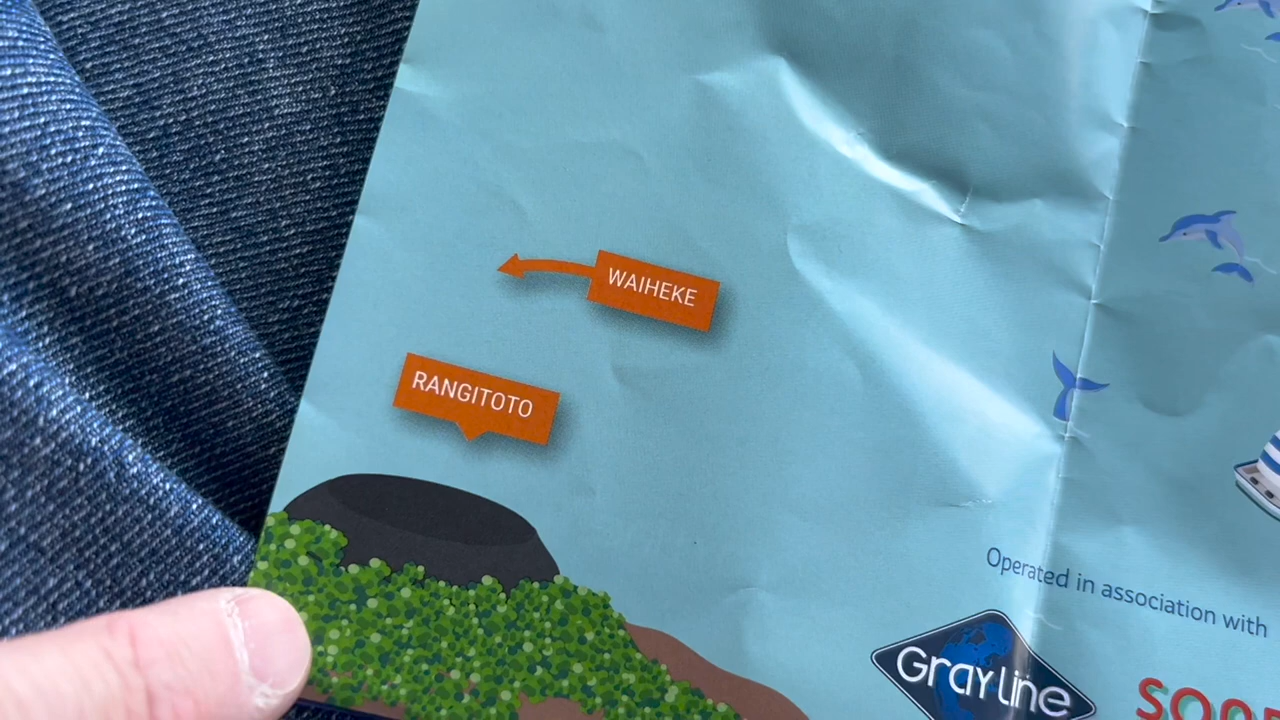 WAIHEKE
RANGITOTO
Operated in association with
GrayLine